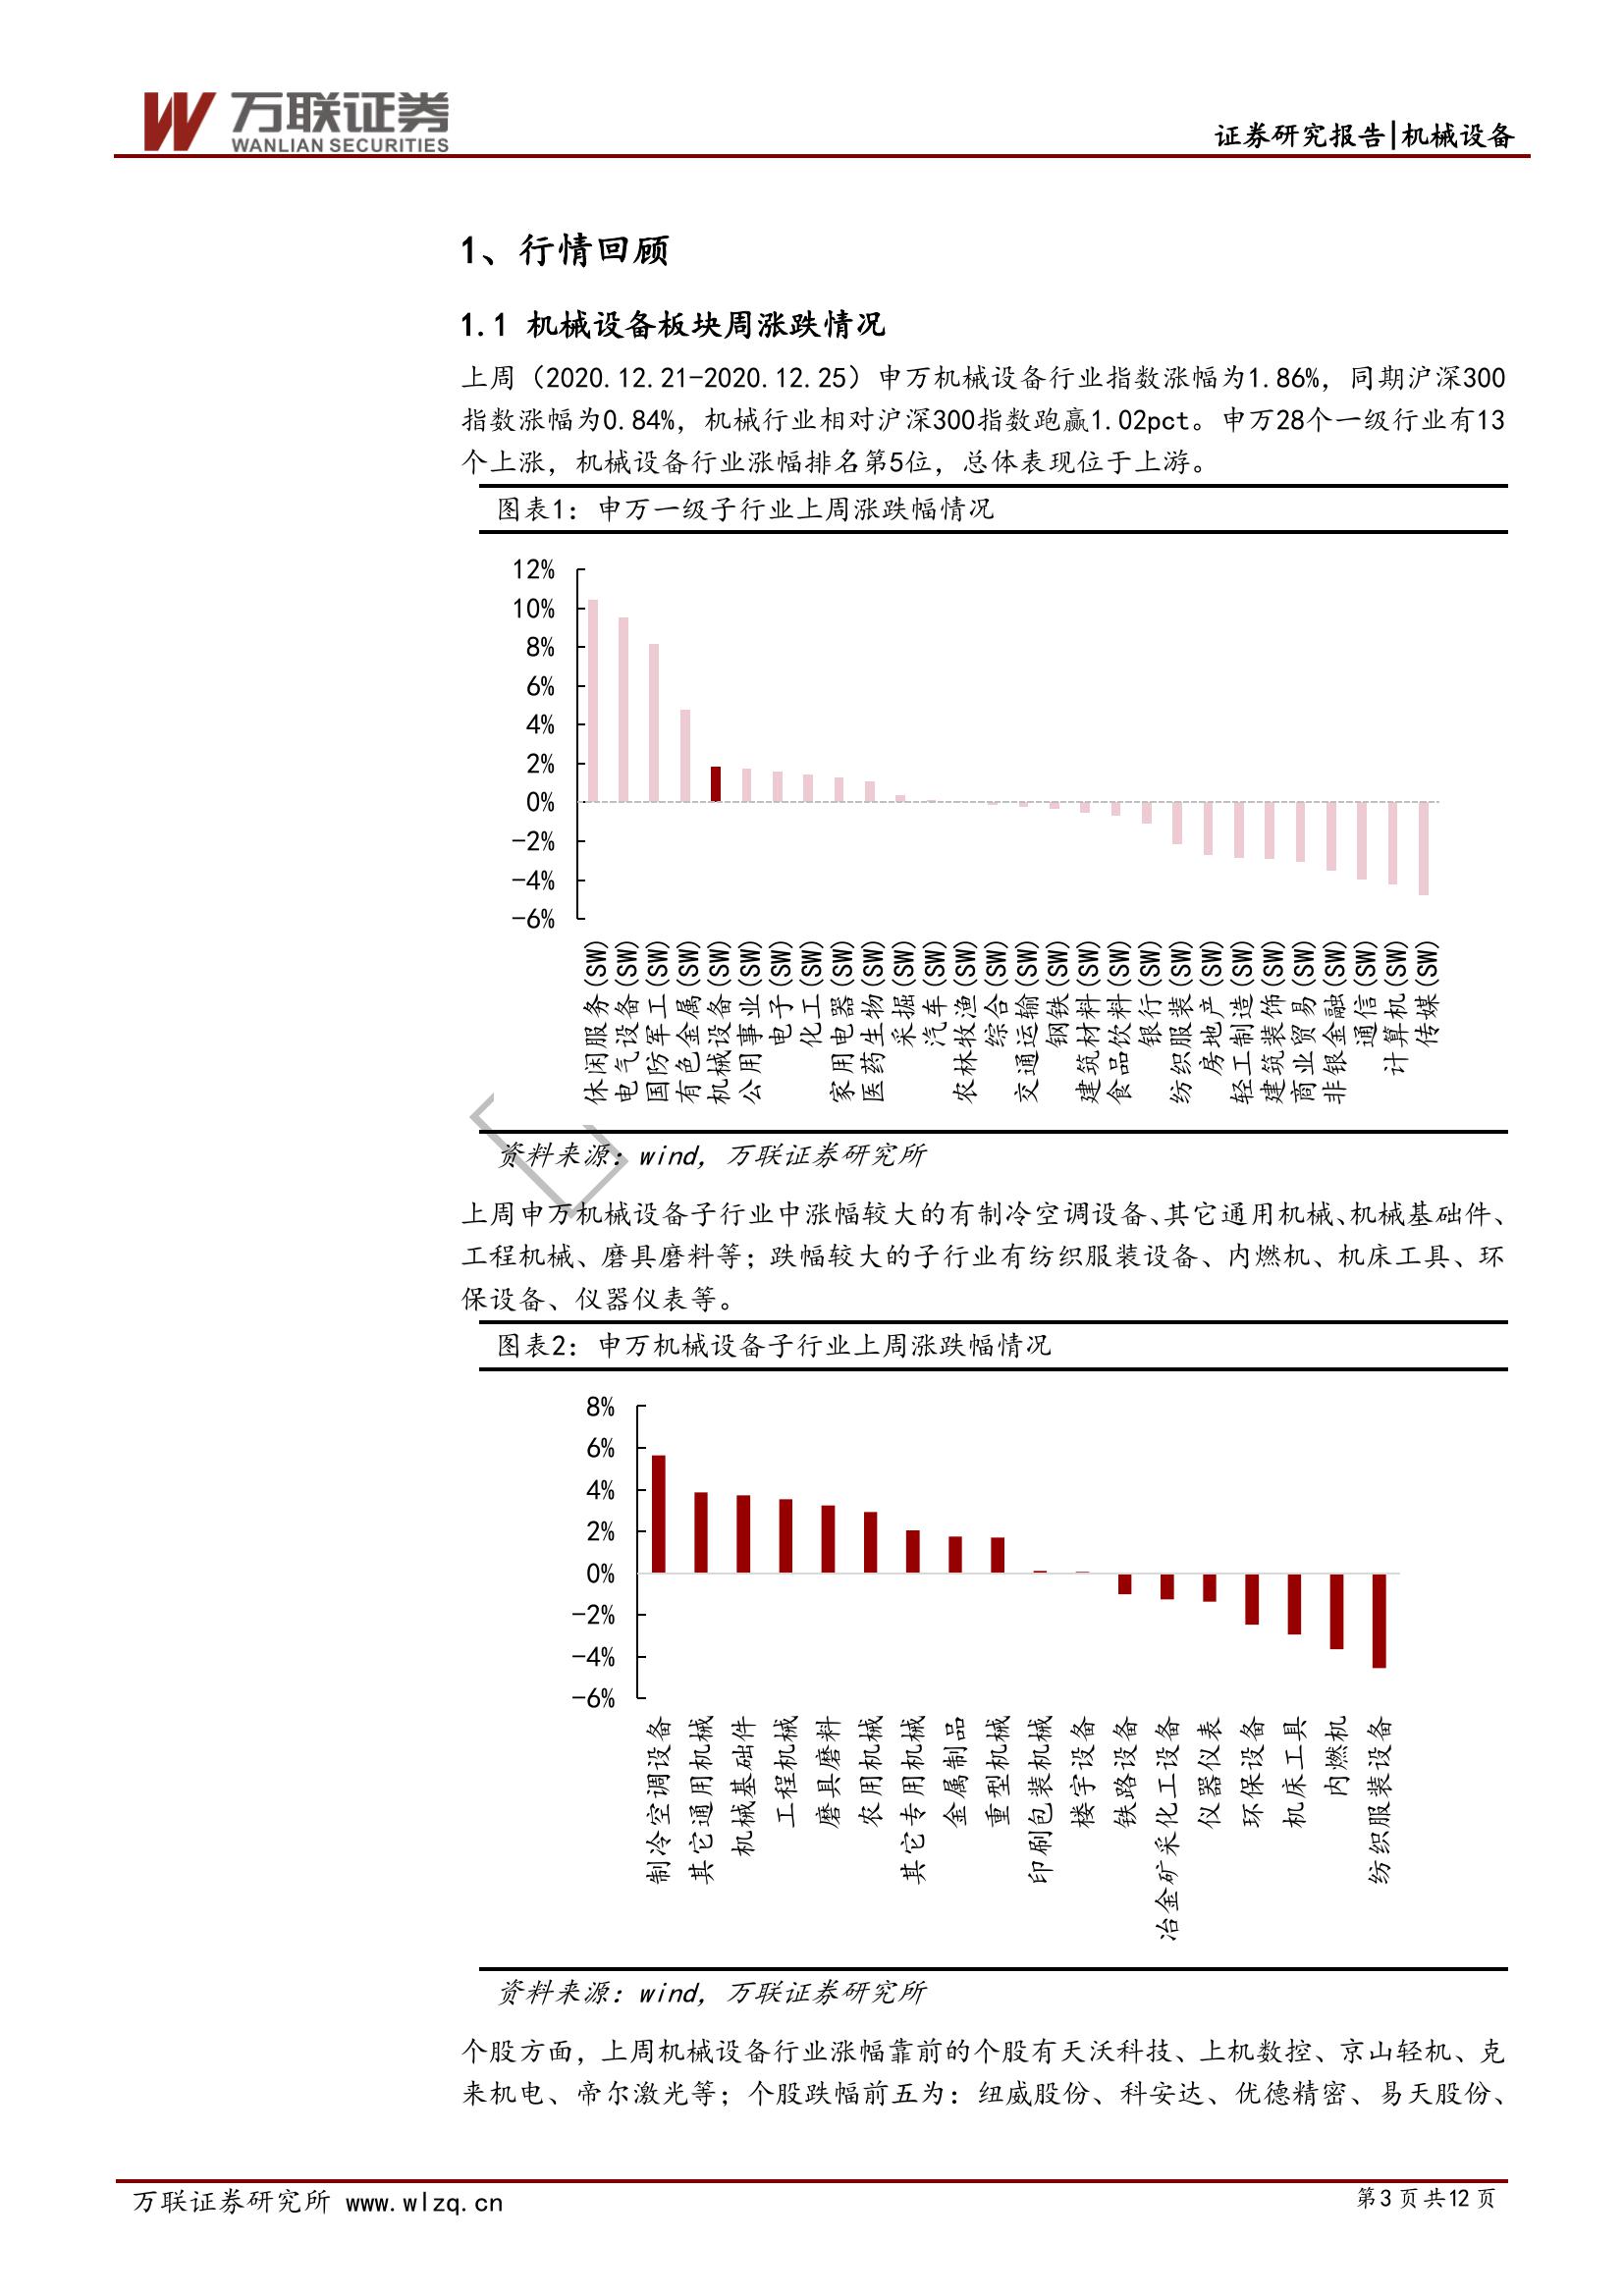 万联证券
WANLIAN SECURITIES
证券研究报告|机械设备
1、行情回顾
1.1 机械设备板块周涨跌情况
上周（2020.12.21-2020.12.25）申万机械设备行业指数涨幅为1.86%，同期沪深300
指数涨幅为0.84%，机械行业相对沪深300指数跑赢1.02pct。申万28个一级行业有13
个上涨，机械设备行业涨幅排名第5位，总体表现位于上游。
图表1：申万一级子行业上周涨跌幅情况
12%
10%
8%
6%
4%
2%
0%
-2%
-4%
-6%
休闲服务(SW)
电气设备(SW)
国防军工(SW)
有色金属(SW)
机械设备(SW)
公用事业(SW)
电子(SW)
化工(SW)
家用电器(SW)
医药生物(SW)
采掘(SW)
汽车(SW)
农林牧渔(SW)
综合(SW)
交通运输(SW)
钢铁(SW)
建筑材料(SW)
食品饮料(SW)
银行(SW)
纺织服装(SW)
房地产(SW)
轻工制造(SW)
建筑装饰(SW)
商业贸易(SW)
非银金融(SW)
通信(SW)
计算机(SW)
传媒(SW)
资料来源：wind，万联证券研究所
上周申万机械设备子行业中涨幅较大的有制冷空调设备、其它通用机械、机械基础件、
工程机械、磨具磨料等；跌幅较大的子行业有纺织服装设备、内燃机、机床工具、环
保设备、仪器仪表等。
图表2：申万机械设备子行业上周涨跌幅情况
8%
6%
4%
2%
0%
-2%
-4%
-6%
制冷空调设备
其它通用机械
机械基础件
工程机械
磨具磨料
农用机械
其它专用机械
金属制品
重型机械
印刷包装机械
楼宇设备
铁路设备
冶金矿采化工设备
仪器仪表
环保设备
机床工具
内燃机
纺织服装设备
资料来源：wind，万联证券研究所
个股方面，上周机械设备行业涨幅靠前的个股有天沃科技、上机数控、京山轻机、克
来机电、帝尔激光等；个股跌幅前五为：纽威股份、科安达、优德精密、易天股份、
万联证券研究所 www.wlzq.cn
第3页共12页